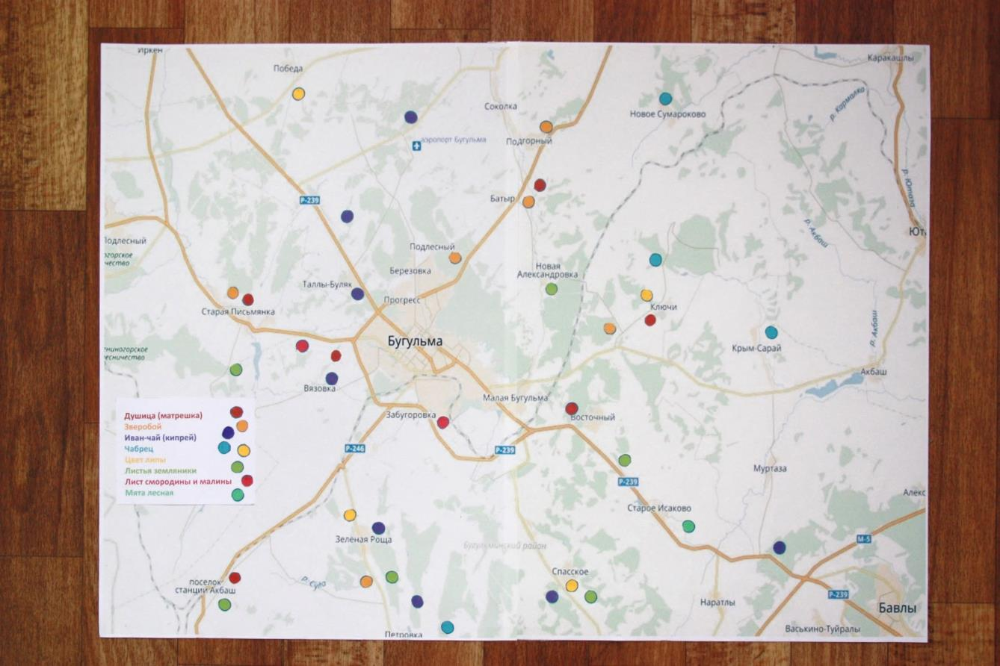 Иркен
Каракашлы
Победа
р. Кармалка
Соколка
Новое Сумароково
аэропорт Бугульма
Подгорный
Батыр
р. Ютаза
Р-239
р. Акбаш
Подлесный
Подлесный
Березовка
Новая
Александровка
Таллы-Буляк
Прогресс
Ключи
Старая Письмянка
р. Акбаш
Бугульма
Крым-Сарай
Акбаш
Вязовка
Малая Бугульма
Забугоровка
Восточный
Душица (матрешка)
Зверобой
Иван-чай (кипрей)
Чабрец
Цвет липы
Листья земляники
Лист смородины и малины
Мята лесная
Р-246
Р-239
Муртаза
Р-239
Старое Исаково
Зеленая Роща
Бугульминский район
М-5
Спасское
поселок
станции Акбаш
р. Сула
Р-239
Наратлы
Бавлы
Васькино-Туйралы
Петровка